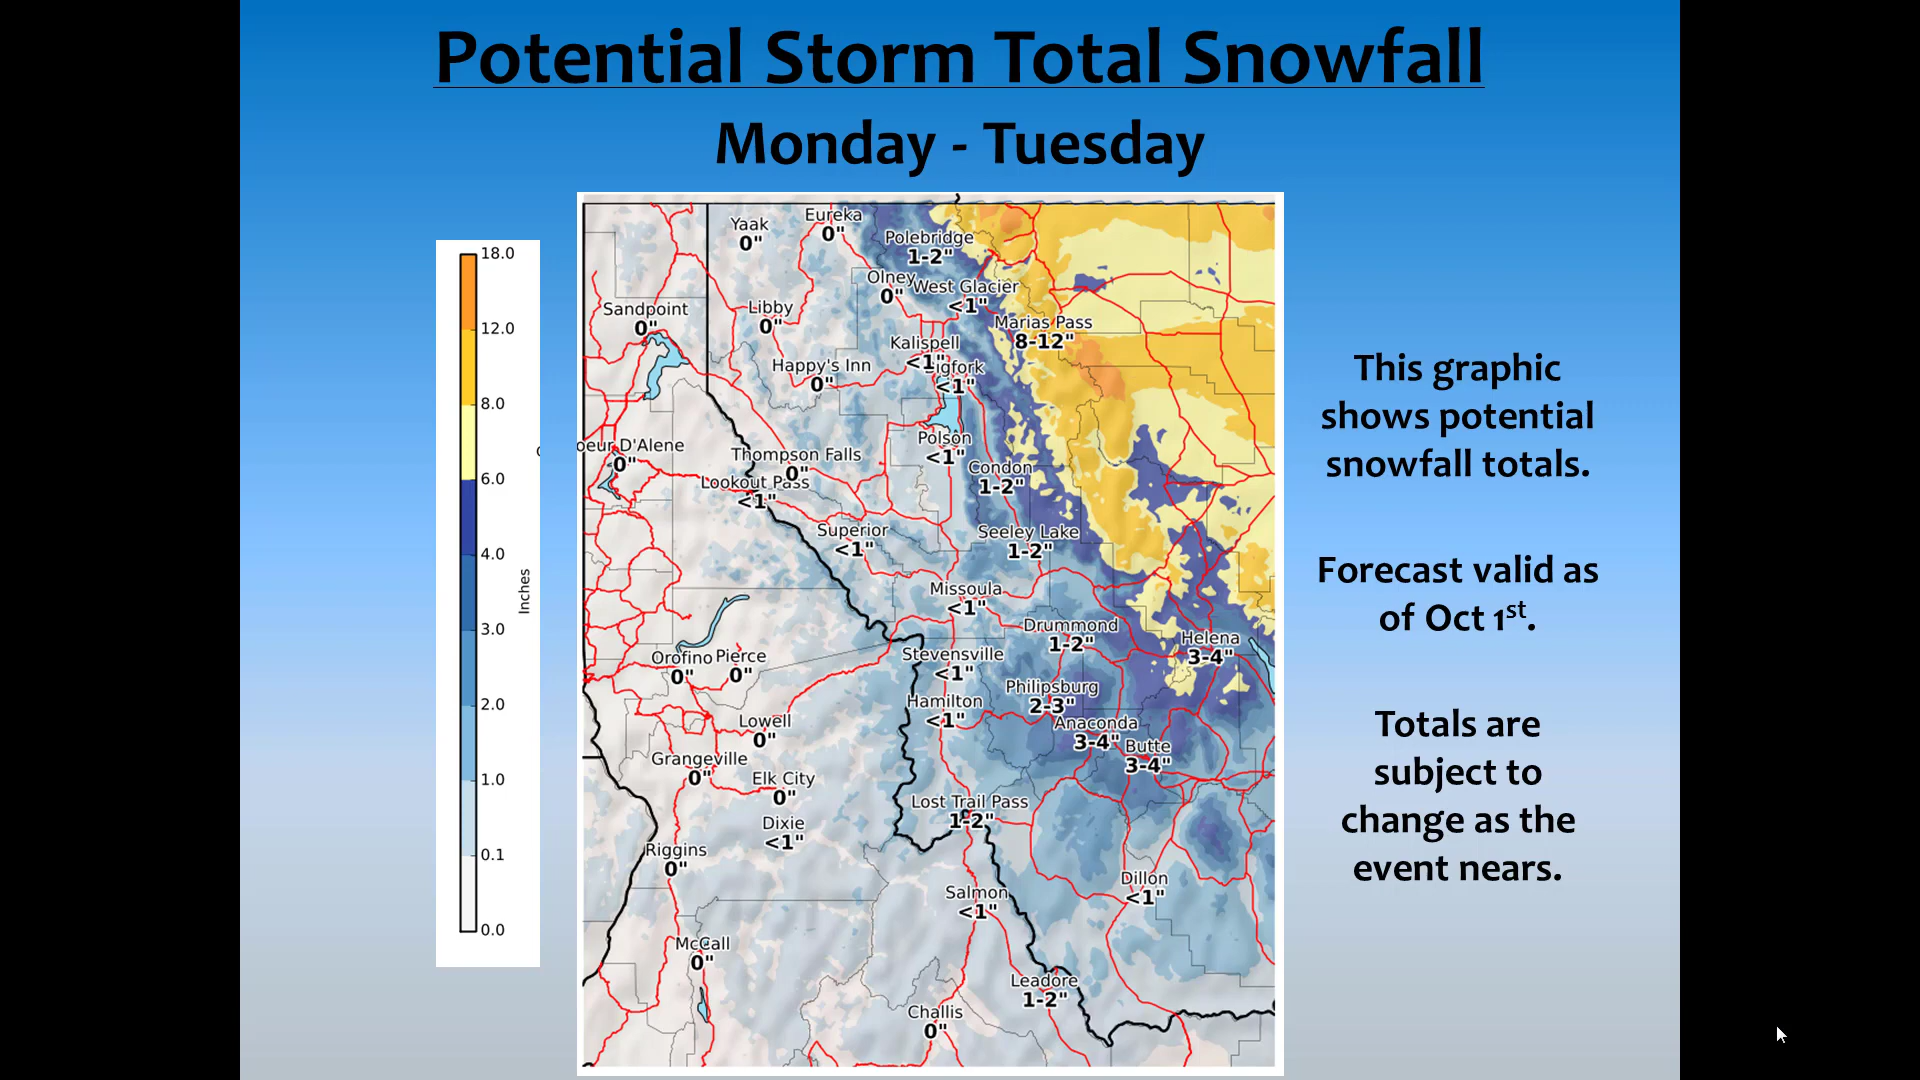 Potential Storm Total Snowfall
Monday - Tuesday
18.0
12.0
8.0
6.0
4.0
3.0
2.0
1.0
0.1
0.0
Inches
Yaak
0"
Eureka
0"
Polebridge
1-2"
Olney
0"
West Glacier
<1"
Sandpoint
0"
Libby
0"
Marias Pass
8-12"
Kalispell
<1"
igfork
<1"
Happy's Inn
0"
oeur D'Alene
0"
Polson
<1"
Thompson Falls
0"
Condon
1-2"
Lookout Pass
<1"
Superior
<1"
Seeley Lake
1-2"
Missoula
<1"
Drummond
1-2"
Helena
3-4"
Orofino
0"
Pierce
0"
Stevensville
<1"
Philipsburg
2-3"
Hamilton
<1"
Lowell
0"
Anaconda
3-4"
Butte
3-4"
Grangeville
0"
Elk City
0"
Lost Trail Pass
1-2"
Dixie
<1"
Riggins
0"
Dillon
<1"
Salmon
<1"
McCall
0"
Leadore
1-2"
Challis
0"
This graphic
shows potential
snowfall totals.
Forecast valid as
of Oct 1st.
Totals are
subject to
change as the
event nears.